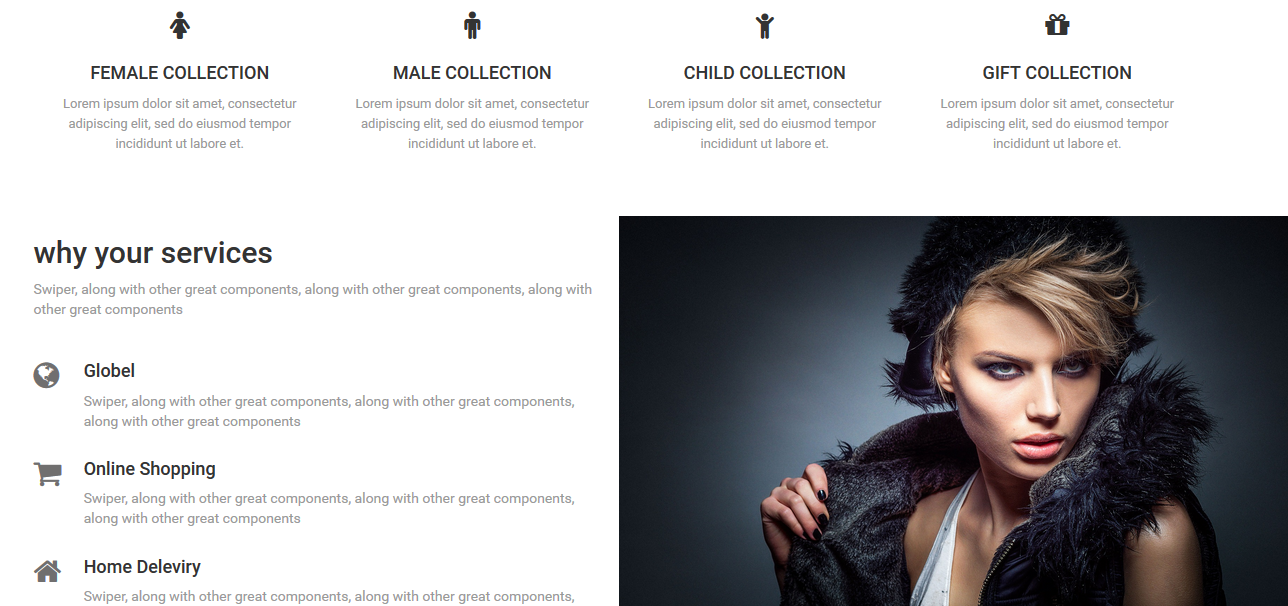 FEMALE COLLECTION
Lorem ipsum dolor sit amet, consectetur
adipiscing elit, sed do eiusmod tempor
incididunt ut labore et.
MALE COLLECTION
Lorem ipsum dolor sit amet, consectetur
adipiscing elit, sed do eiusmod tempor
incididunt ut labore et.
CHILD COLLECTION
Lorem ipsum dolor sit amet, consectetur
adipiscing elit, sed do eiusmod tempor
incididunt ut labore et.
GIFT COLLECTION
Lorem ipsum dolor sit amet, consectetur
adipiscing elit, sed do eiusmod tempor
incididunt ut labore et.
why your services
Swiper, along with other great components, along with other great components, along with
other great components
Globel
Swiper, along with other great components, along with other great components,
along with other great components
Online Shopping
Swiper, along with other great components, along with other great components,
along with other great components
Home Deleviry
Swiper, along with other great components, along with other great components,